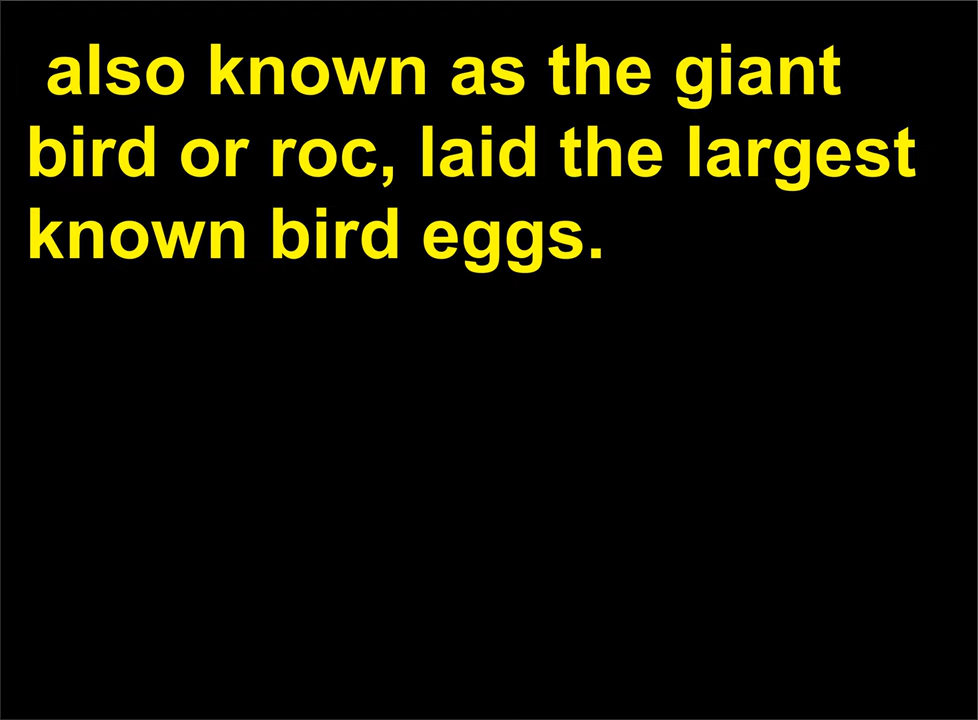 also known as the giant
bird or roc, laid the largest
known bird eggs.